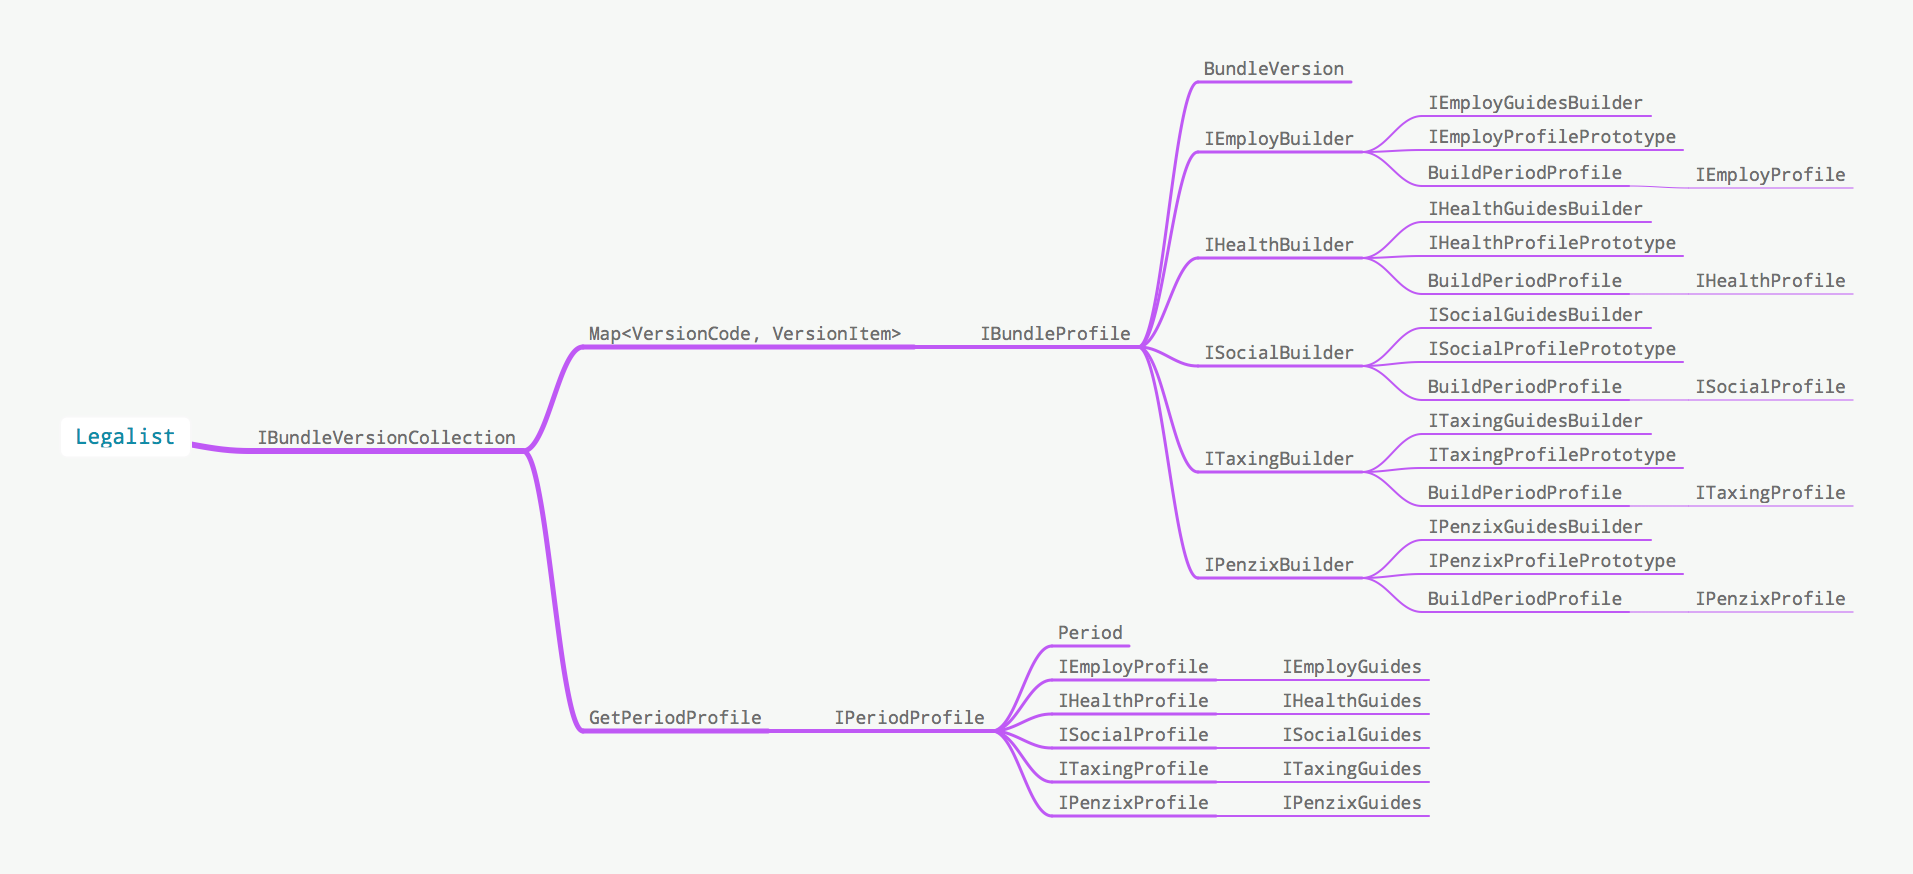 Legalist
IBundleVersionCollection
Map<VersionCode, VersionItem>
IBundleProfile
BundleVersion
IEmployBuilder
IEmployGuidesBuilder
IEmployProfilePrototype
BuildPeriodProfile
IEmployProfile
IHealthBuilder
IHealthGuidesBuilder
IHealthProfilePrototype
BuildPeriodProfile
IHealthProfile
ISocialBuilder
ISocialGuidesBuilder
ISocialProfilePrototype
BuildPeriodProfile
ISocialProfile
ITaxingBuilder
ITaxingGuidesBuilder
ITaxingProfilePrototype
BuildPeriodProfile
ITaxingProfile
IPenzixBuilder
IPenzixGuidesBuilder
IPenzixProfilePrototype
BuildPeriodProfile
IPenzixProfile
GetPeriodProfile
IPeriodProfile
Period
IEmployProfile
IEmployGuides
IHealthProfile
IHealthGuides
ISocialProfile
ISocialGuides
ITaxingProfile
ITaxingGuides
IPenzixProfile
IPenzixGuides